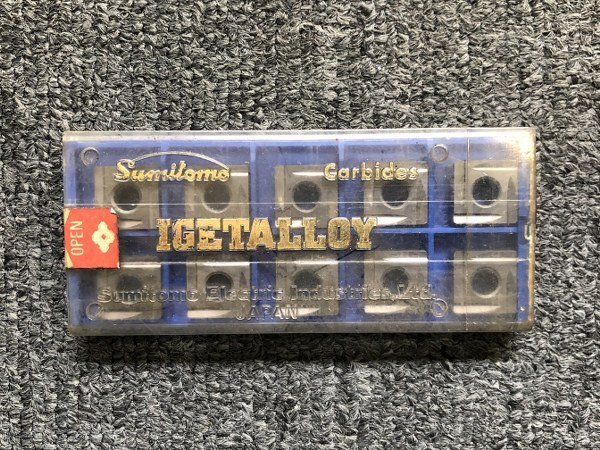 Sumitomo Carbides
IGETALLOY
OPEN
Sumitomo Electric Industries, Ltd.
JAPAN